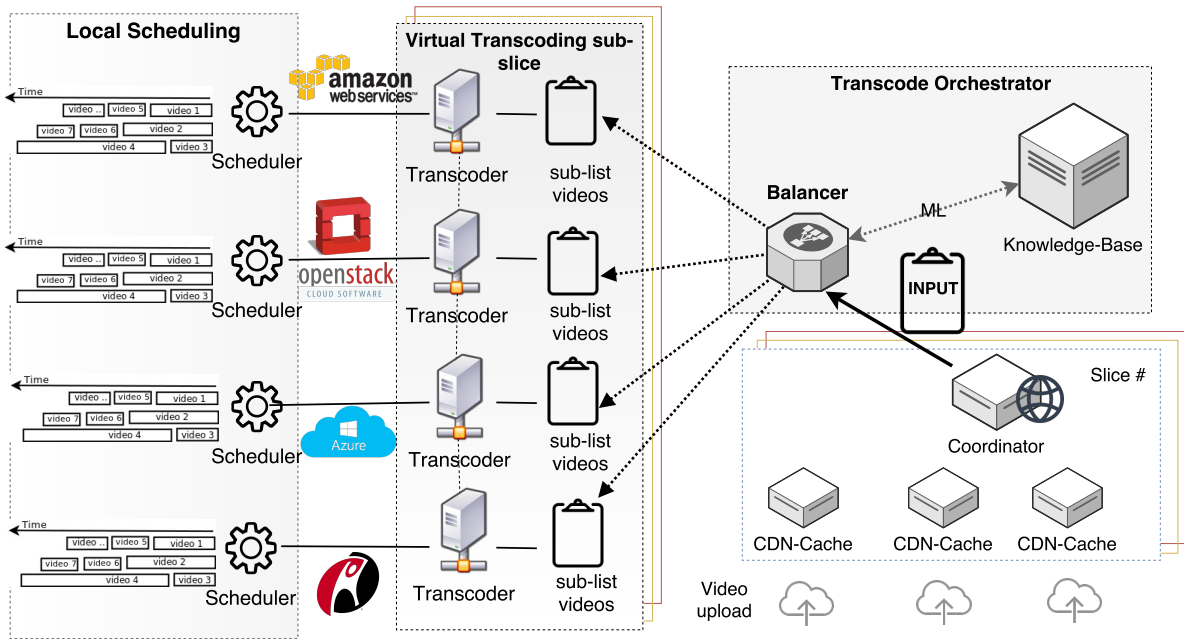 Local Scheduling
Time
video ..
video 5
video 1
video 7
video 6
video 2
video 4
video 3
Scheduler
Time
video ..
video 5
video 1
video 7
video 6
video 2
video 4
video 3
Scheduler
Time
video ..
video 5
video 1
video 7
video 6
video 2
video 4
video 3
Scheduler
Time
video ..
video 5
video 1
video 7
video 6
video 2
video 4
video 3
Scheduler
amazon
webservices™
openstack
CLOUD SOFTWARE
Azure
Virtual Transcoding sub-
slice
Transcoder
sub-list
videos
Transcoder
sub-list
videos
Transcoder
sub-list
videos
Transcoder
sub-list
videos
Transcode Orchestrator
Balancer
ML
Knowledge-Base
INPUT
Slice #
Coordinator
CDN-Cache
CDN-Cache
CDN-Cache
Video
upload